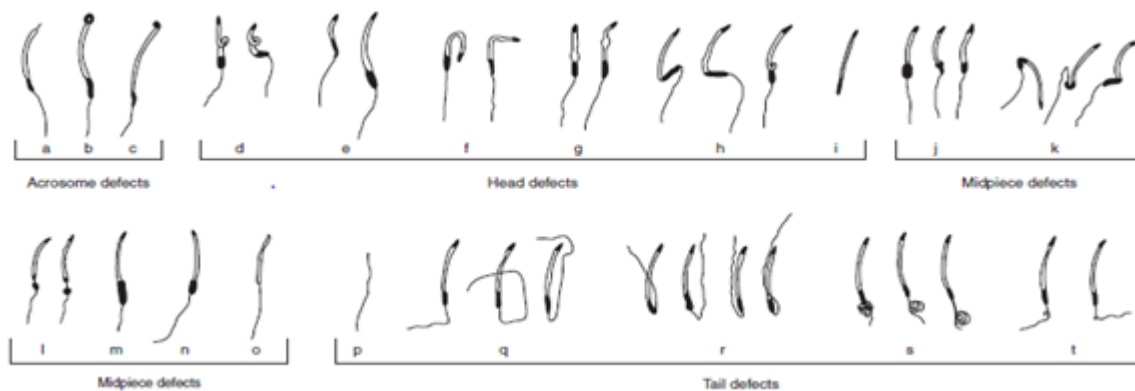 a b c d e f g h i j k
Acrosome defects Head defects Midpiece defects
l m n o p q r s t
Midpiece defects Tail defects